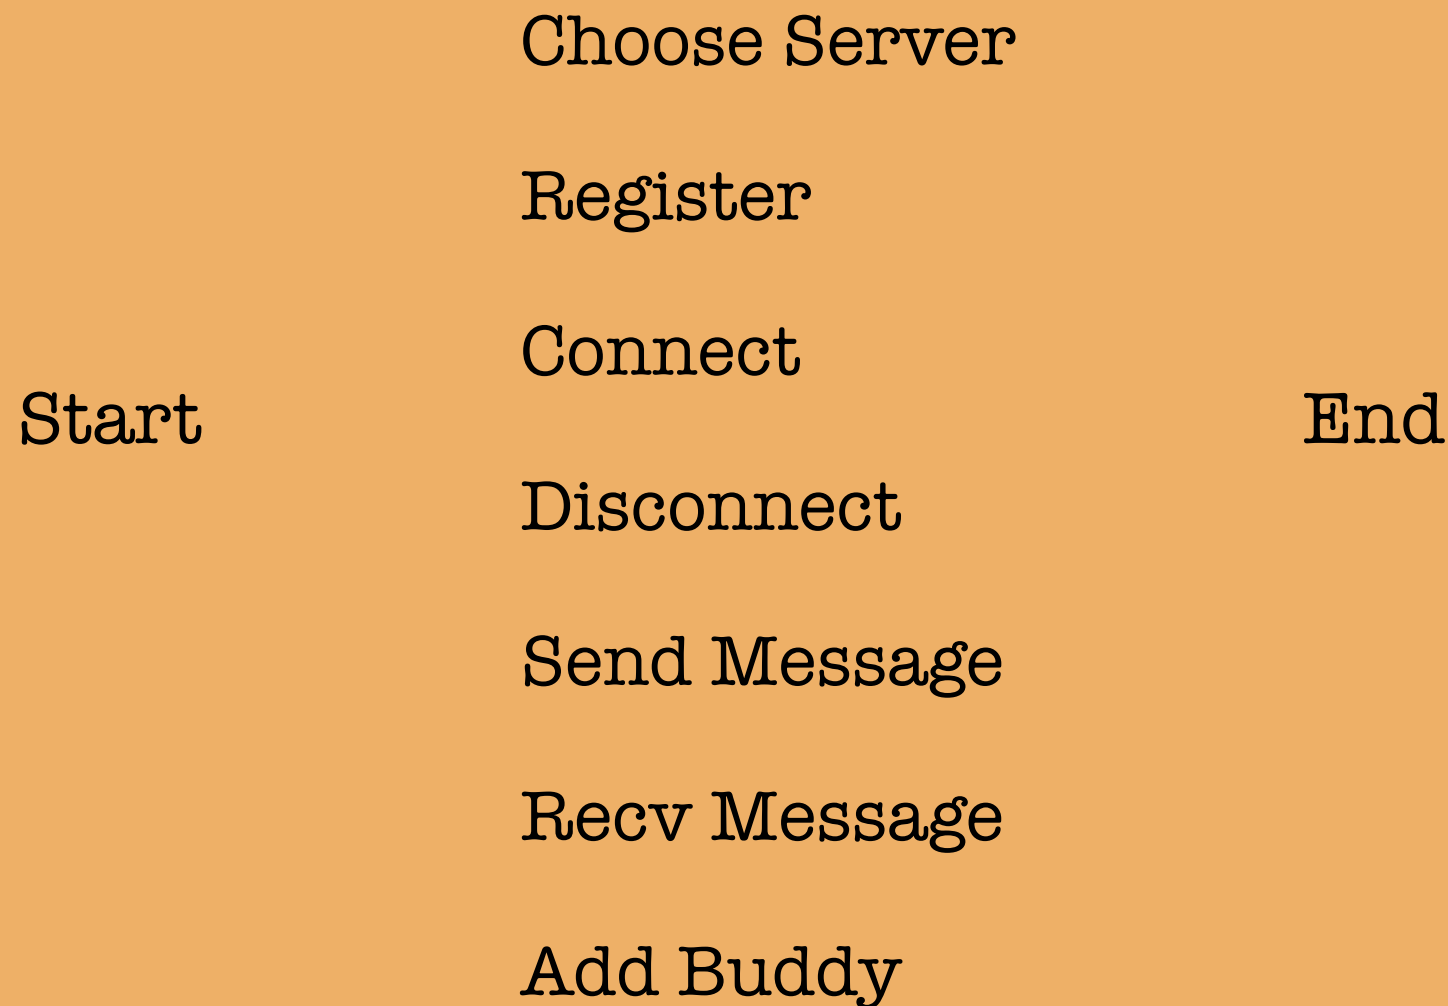 Choose Server
Register
Connect
Start
End
Disconnect
Send Message
Recv Message
Add Buddy